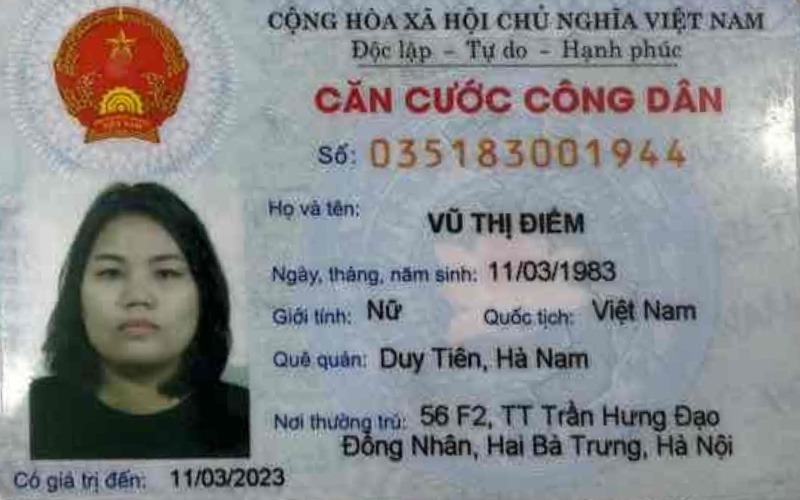 CỘNG HÒA XÃ HỘI CHỦ NGHĨA VIỆT NAM
Độc lập - Tự do - Hạnh phúc
CĂN CƯỚC CÔNG DÂN
Số: 035183001944
Họ và tên: VŨ THỊ ĐIỂM
Ngày, tháng, năm sinh: 11/03/1983
Giới tính: Nữ Quốc tịch: Việt Nam
Quê quán: Duy Tiên, Hà Nam
Nơi thường trú: 56 F2, TT Trần Hưng Đạo
Đồng Nhân, Hai Bà Trưng, Hà Nội
Có giá trị đến: 11/03/2023